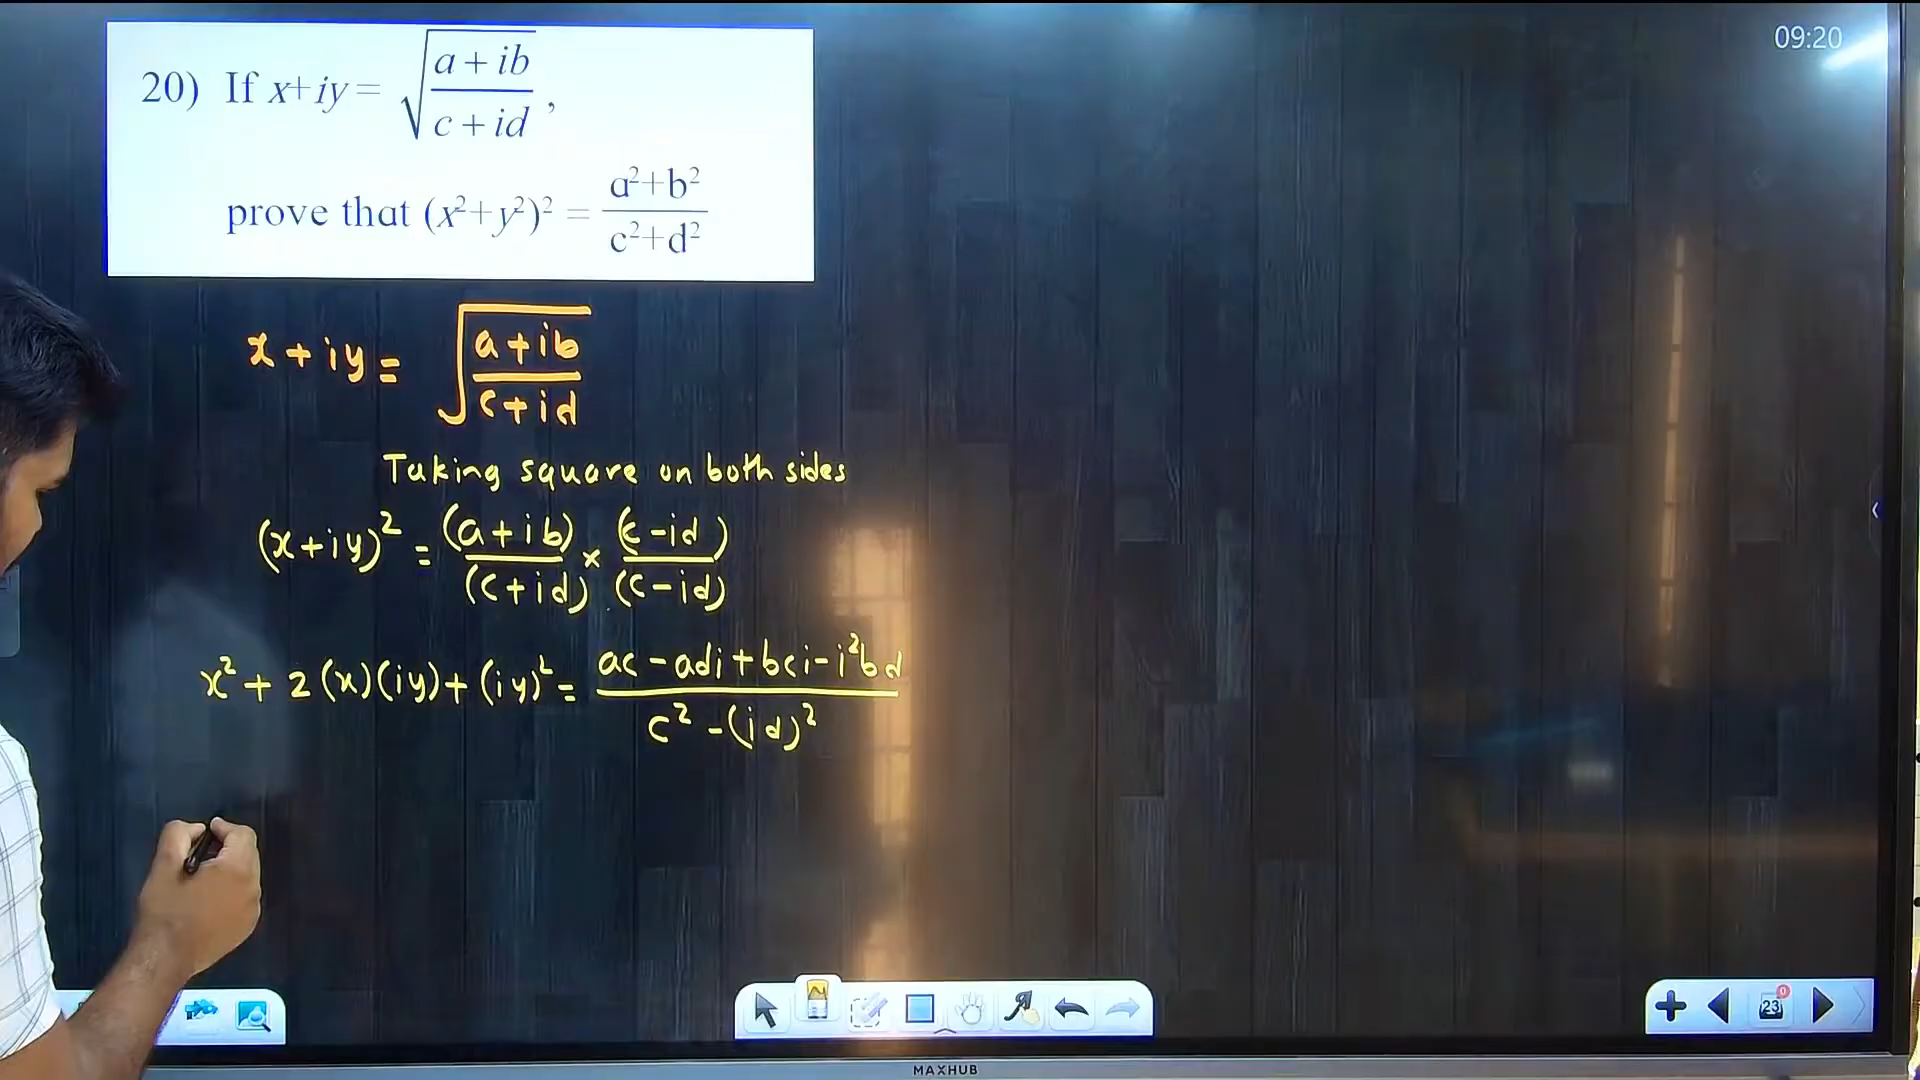 09:20
20) If x+iy = √((a+ib)/(c+id)),
prove that (x²+y²)² = (a²+b²)/(c²+d²)
x + iy = √((a+ib)/(c+id))
Taking square on both sides
(x+iy)² = (a+ib)/(c+id) × (c-id)/(c-id)
x² + 2(x)(iy) + (iy)² = (ac - adi + bci - i²bd)/(c² - (id)²)
23
0
MAXHUB